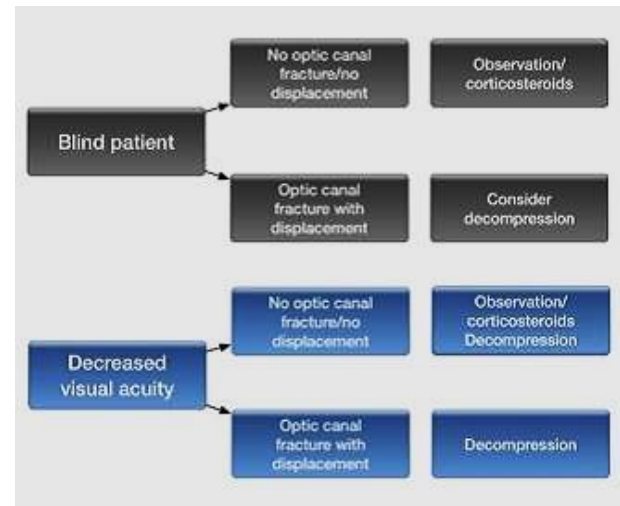 No optic canal
fracture/no
displacement
Observation/
corticosteroids
Blind patient
Optic canal
fracture with
displacement
Consider
decompression
No optic canal
fracture/no
displacement
Observation/
corticosteroids
Decompression
Decreased
visual acuity
Optic canal
fracture with
displacement
Decompression